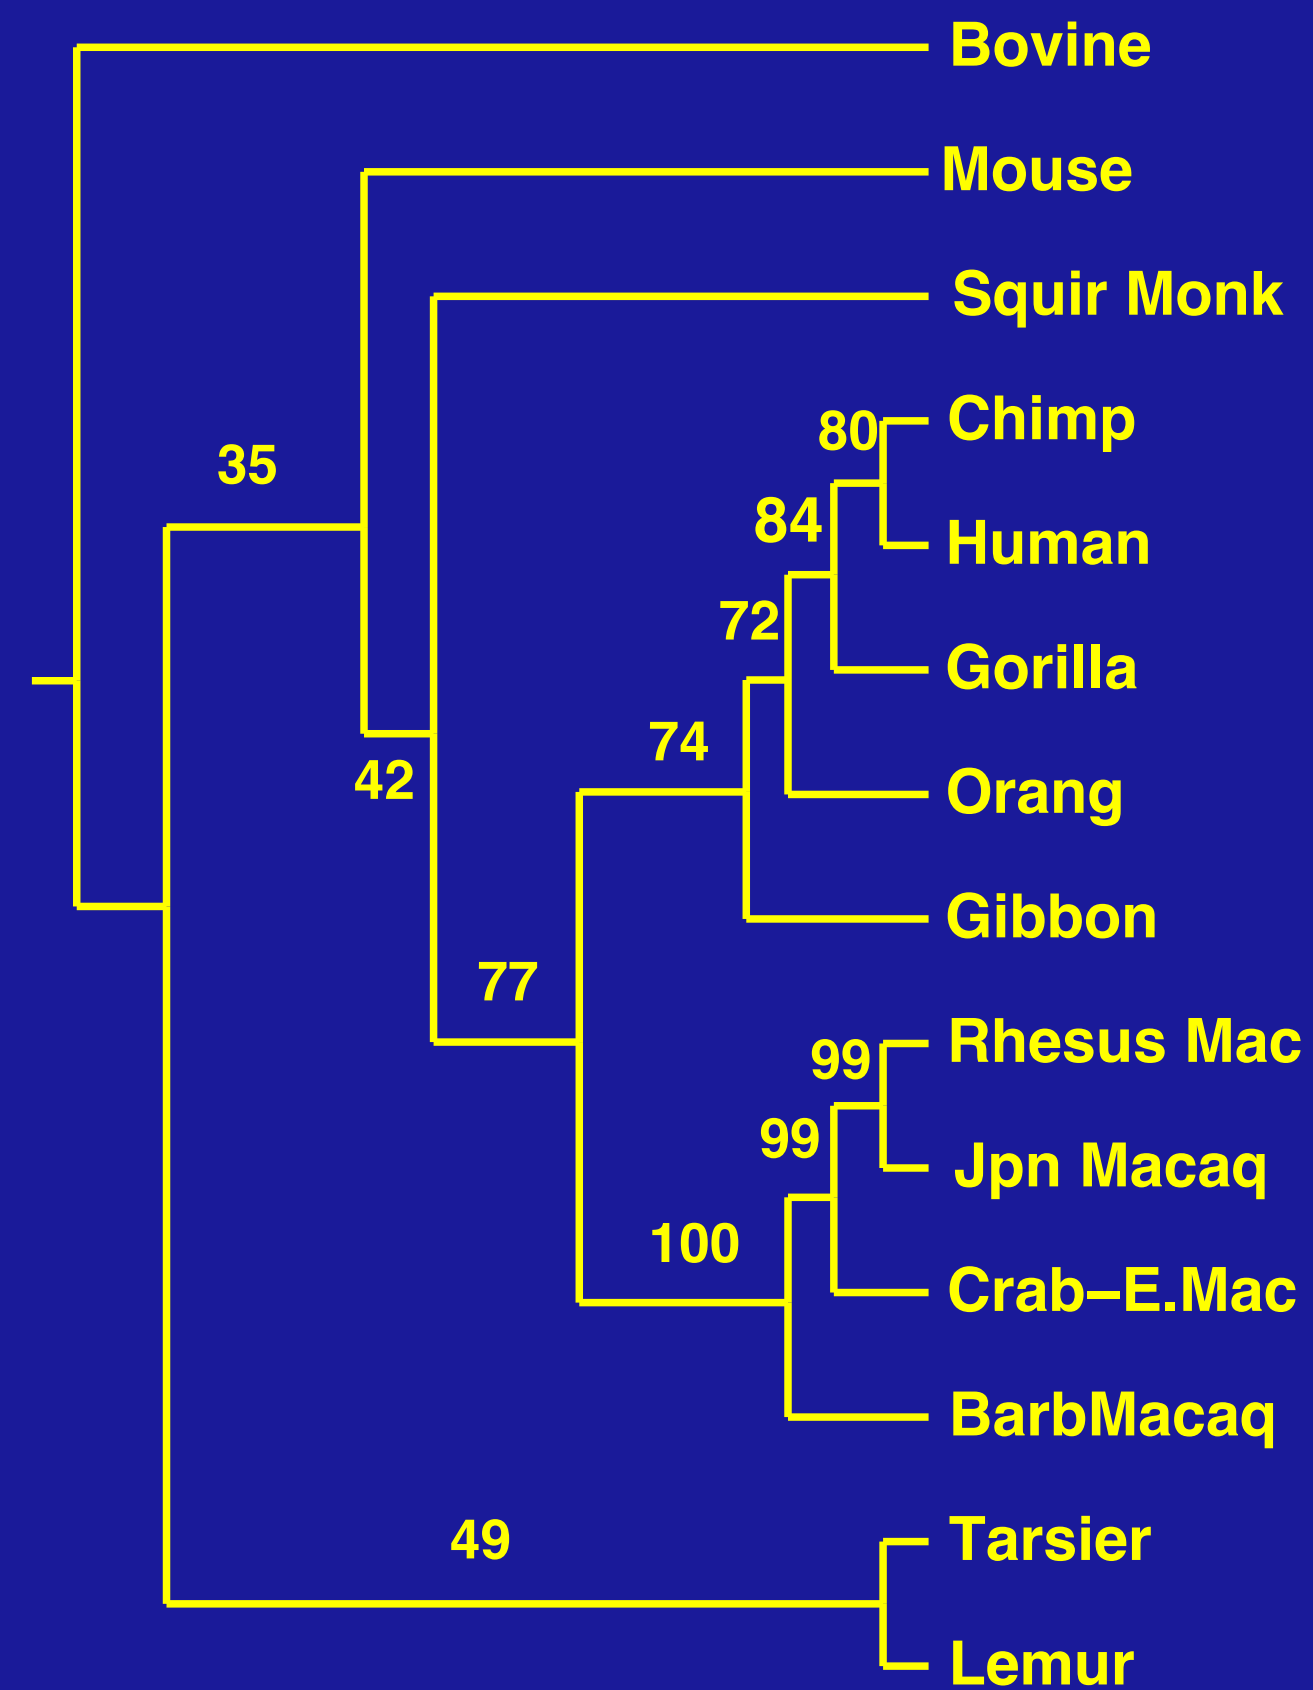 Bovine
Mouse
Squir Monk
Chimp
80
35
84
Human
72
Gorilla
74
42
Orang
Gibbon
77
Rhesus Mac
99
99
Jpn Macaq
100
Crab–E.Mac
BarbMacaq
49
Tarsier
Lemur